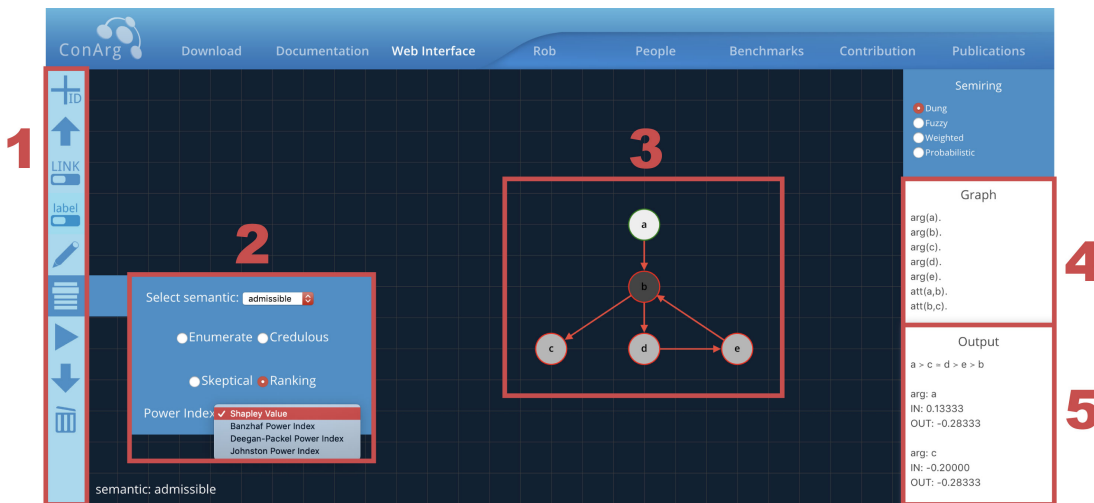 ConArg
Download
Documentation
Web Interface
Rob
People
Benchmarks
Contribution
Publications
1
ID
LINK
label
2
Select semantic: admissible
Enumerate
Credulous
Skeptical
Ranking
Power Index
✓ Shapley Value
Banzhaf Power Index
Deegan-Packel Power Index
Johnston Power Index
semantic: admissible
3
a
b
c
d
e
Semiring
Dung
Fuzzy
Weighted
Probabilistic
4
Graph
arg(a).
arg(b).
arg(c).
arg(d).
arg(e).
att(a,b).
att(b,c).
5
Output
a > c = d > e > b
arg: a
IN: 0.13333
OUT: -0.28333
arg: c
IN: -0.20000
OUT: -0.28333